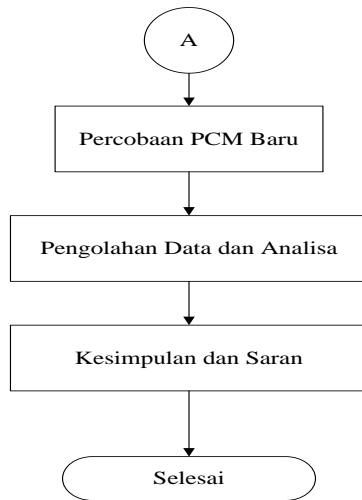 A
Percobaan PCM Baru
Pengolahan Data dan Analisa
Kesimpulan dan Saran
Selesai